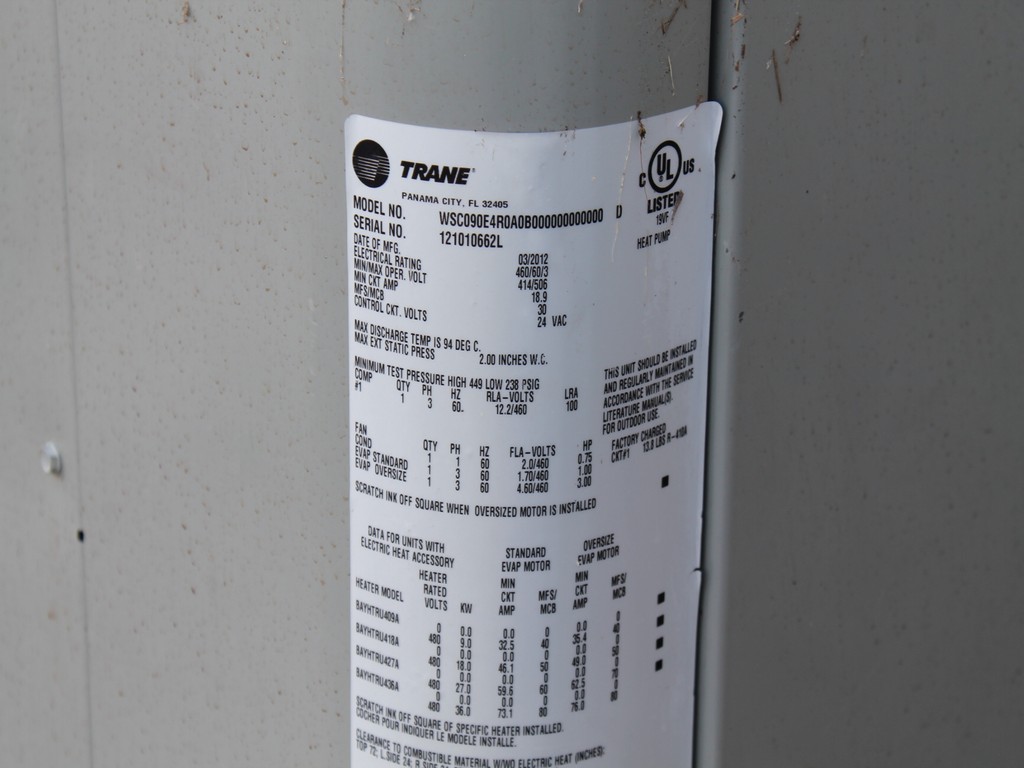 TRANE
PANAMA CITY, FL 32405
C UL US
LISTED
19VF
HEAT PUMP
MODEL NO. WSC090E4R0A0B000000000000 D
SERIAL NO. 121010662L
DATE OF MFG. 03/2012
ELECTRICAL RATING 460/60/3
MIN/MAX OPER. VOLT 414/506
MIN CKT AMP 18.9
MFS/MCB 30
CONTROL CKT. VOLTS 24 VAC
MAX DISCHARGE TEMP IS 94 DEG C.
MAX EXT STATIC PRESS 2.00 INCHES W.C.
MINIMUM TEST PRESSURE HIGH 449 LOW 238 PSIG
COMP QTY PH HZ RLA-VOLTS LRA
#1 1 3 60. 12.2/460 100
THIS UNIT SHOULD BE INSTALLED
AND REGULARLY MAINTAINED IN
ACCORDANCE WITH THE SERVICE
LITERATURE MANUAL(S).
FOR OUTDOOR USE.
FACTORY CHARGED
CKT#1 13.0 LBS R-410A
FAN QTY PH HZ FLA-VOLTS HP
COND 1 1 60 2.0/460 0.75
EVAP STANDARD 1 3 60 1.70/460 1.00
EVAP OVERSIZE 1 3 60 4.60/460 3.00
SCRATCH INK OFF SQUARE WHEN OVERSIZED MOTOR IS INSTALLED
DATA FOR UNITS WITH
ELECTRIC HEAT ACCESSORY
STANDARD
EVAP MOTOR
OVERSIZE
EVAP MOTOR
HEATER MODEL HEATER RATED VOLTS KW MIN CKT AMP MFS/MCB MIN CKT AMP MFS/MCB
BAYHTRU409A 0 0.0 0.0 0 0.0 0
480 9.0 32.5 40 35.4 40
BAYHTRU418A 0 0.0 0.0 0 0.0 0
480 18.0 46.1 50 49.0 50
BAYHTRU427A 0 0.0 0.0 0 0.0 0
480 27.0 59.6 60 62.5 70
BAYHTRU436A 0 0.0 0.0 0 0.0 0
480 36.0 73.1 80 76.0 80
SCRATCH INK OFF SQUARE OF SPECIFIC HEATER INSTALLED.
COCHER POUR INDIQUER LE MODELE INSTALLE.
CLEARANCE TO COMBUSTIBLE MATERIAL W/WO ELECTRIC HEAT (INCHES):
TOP 72; L.SIDE 24; R.SIDE